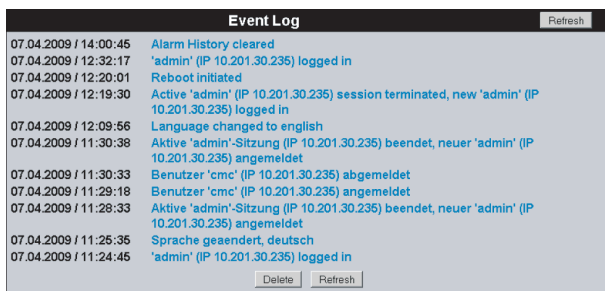 Event Log Refresh
07.04.2009 / 14:00:45 Alarm History cleared
07.04.2009 / 12:32:17 'admin' (IP 10.201.30.235) logged in
07.04.2009 / 12:20:01 Reboot initiated
07.04.2009 / 12:19:30 Active 'admin' (IP 10.201.30.235) session terminated, new 'admin' (IP
10.201.30.235) logged in
07.04.2009 / 12:09:56 Language changed to english
07.04.2009 / 11:30:38 Aktive 'admin'-Sitzung (IP 10.201.30.235) beendet, neuer 'admin' (IP
10.201.30.235) angemeldet
07.04.2009 / 11:30:33 Benutzer 'cmc' (IP 10.201.30.235) abgemeldet
07.04.2009 / 11:29:18 Benutzer 'cmc' (IP 10.201.30.235) angemeldet
07.04.2009 / 11:28:33 Aktive 'admin'-Sitzung (IP 10.201.30.235) beendet, neuer 'admin' (IP
10.201.30.235) angemeldet
07.04.2009 / 11:25:35 Sprache geaendert, deutsch
07.04.2009 / 11:24:45 'admin' (IP 10.201.30.235) logged in
Delete Refresh